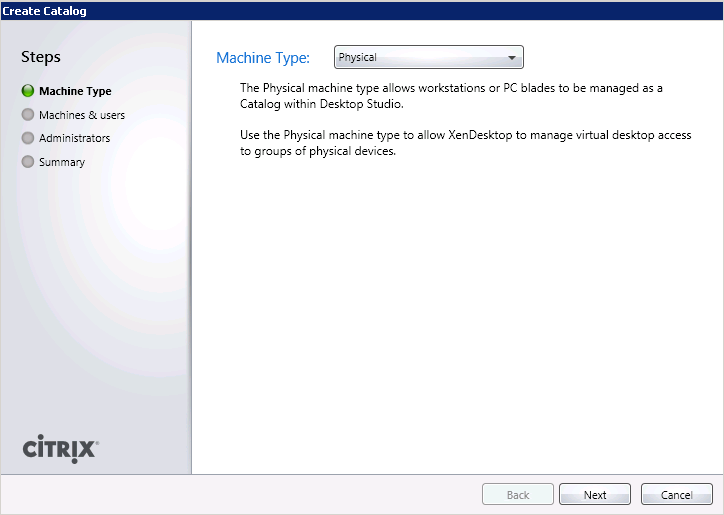 Create Catalog
Steps
Machine Type
Machines & users
Administrators
Summary
Machine Type: Physical
The Physical machine type allows workstations or PC blades to be managed as a
Catalog within Desktop Studio.
Use the Physical machine type to allow XenDesktop to manage virtual desktop access
to groups of physical devices.
CITRIX®
Back Next Cancel